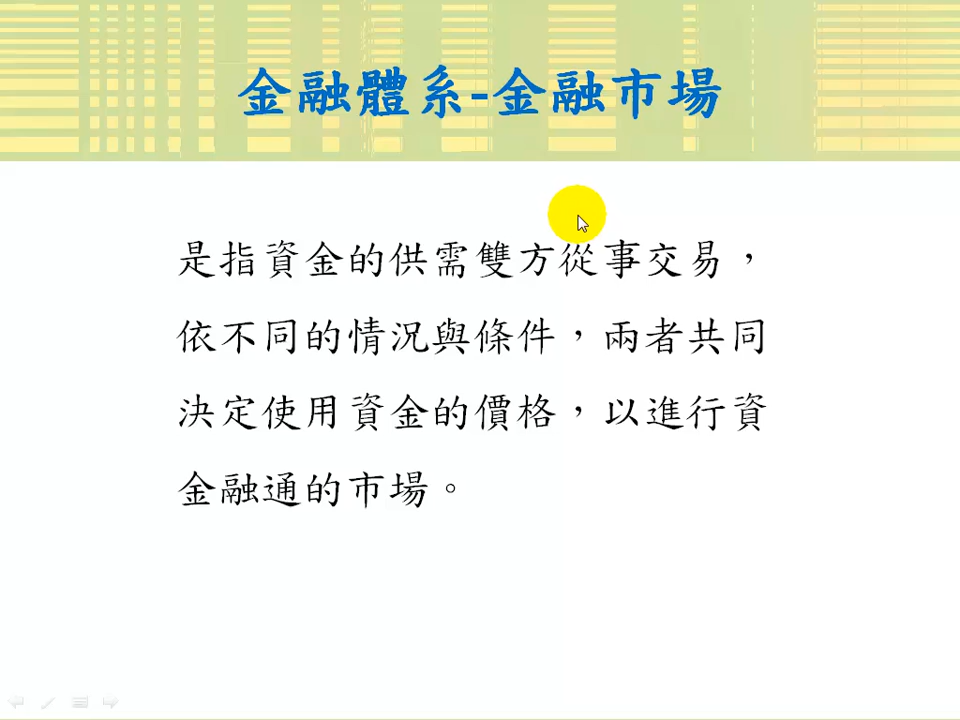 金融體系-金融市場
是指資金的供需雙方從事交易，
依不同的情況與條件，兩者共同
決定使用資金的價格，以進行資
金融通的市場。